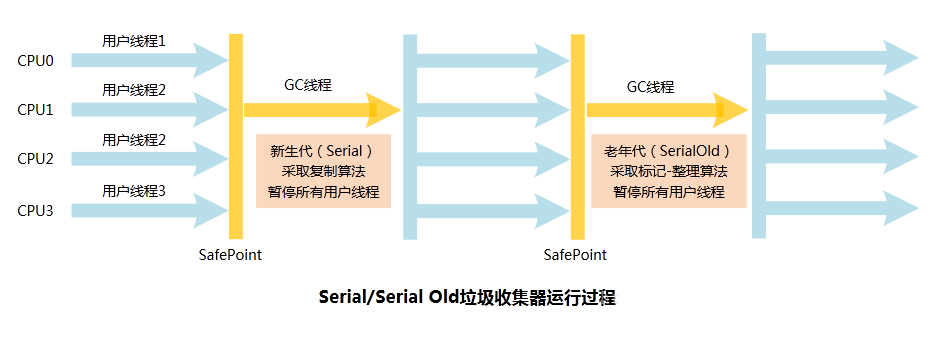 CPU0
用户线程1
CPU1
用户线程2
CPU2
用户线程2
CPU3
用户线程3
SafePoint
GC线程
新生代（Serial）
采取复制算法
暂停所有用户线程
SafePoint
GC线程
老年代（SerialOld）
采取标记-整理算法
暂停所有用户线程
Serial/Serial Old垃圾收集器运行过程